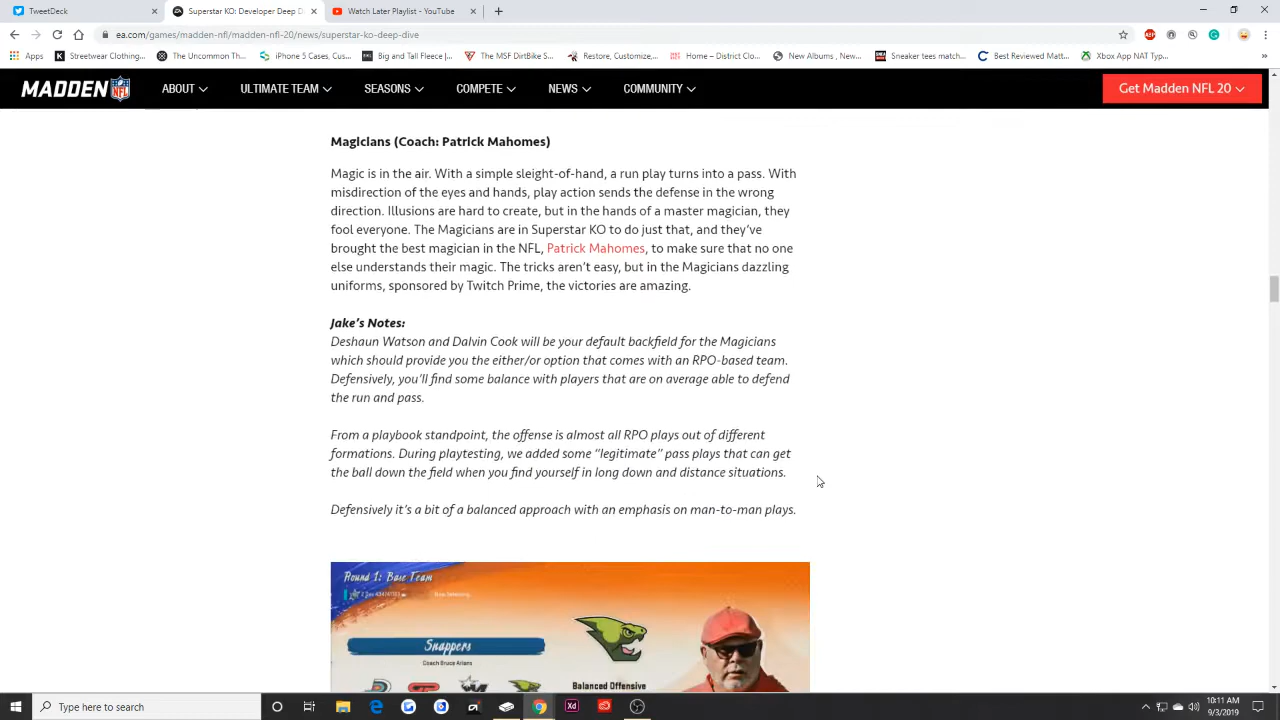 TweetDeck
Superstar KO: Developer Deep D
Watch Later - YouTube
ea.com/games/madden-nfl/madden-nfl-20/news/superstar-ko-deep-dive
Apps
Streetwear Clothing...
The Uncommon Th...
iPhone 5 Cases, Cus...
Big and Tall Fleece |...
The MSF DirtBike S...
Restore, Customize,...
Home – District Clo...
New Albums , New...
Sneaker tees match...
Best Reviewed Matt...
Xbox App NAT Typ...
MADDEN NFL
ABOUT
ULTIMATE TEAM
SEASONS
COMPETE
NEWS
COMMUNITY
Get Madden NFL 20
Magicians (Coach: Patrick Mahomes)
Magic is in the air. With a simple sleight-of-hand, a run play turns into a pass. With
misdirection of the eyes and hands, play action sends the defense in the wrong
direction. Illusions are hard to create, but in the hands of a master magician, they
fool everyone. The Magicians are in Superstar KO to do just that, and they've
brought the best magician in the NFL, Patrick Mahomes, to make sure that no one
else understands their magic. The tricks aren't easy, but in the Magicians dazzling
uniforms, sponsored by Twitch Prime, the victories are amazing.
Jake's Notes:
Deshaun Watson and Dalvin Cook will be your default backfield for the Magicians
which should provide you the either/or option that comes with an RPO-based team.
Defensively, you'll find some balance with players that are on average able to defend
the run and pass.
From a playbook standpoint, the offense is almost all RPO plays out of different
formations. During playtesting, we added some "legitimate" pass plays that can get
the ball down the field when you find yourself in long down and distance situations.
Defensively it's a bit of a balanced approach with an emphasis on man-to-man plays.
Round 1: Base Team
Now Selecting...
Snappers
Coach Bruce Arians
Balanced Offensive
Type here to search
10:11 AM
9/3/2019